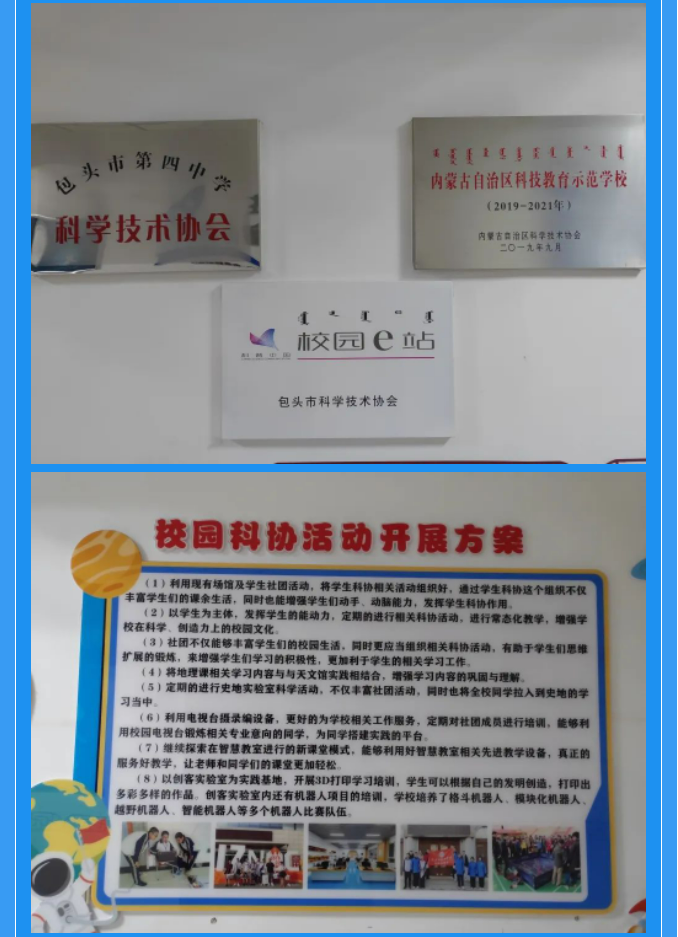 包头市第四中学
科学技术协会
内蒙古自治区科技教育示范学校
（2019-2021年）
内蒙古自治区科学技术协会
二〇一九年九月
校园e站
科普中国
包头市科学技术协会
校园科协活动开展方案
（1）利用现有场馆及学生社团活动，将学生科协相关活动组织好，通过学生科协这个组织不仅
丰富学生们的课余生活，同时也能增强学生们动手、动脑能力，发挥学生科协作用。
（2）以学生为主体，发挥学生的能动力，定期的进行相关科协活动，进行常态化教学，增强学
校在科学、创造力上的校园文化。
（3）社团不仅能够丰富学生们的校园生活，同时更应当组织相关科协活动，有助于学生们思维
扩展的锻炼，来增强学生们学习的积极性，更加利于学生的相关学习工作。
（4）将地理课相关学习内容与与天文馆实践相结合，增强学习内容的巩固与理解。
（5）定期的进行史地实验室科学活动，不仅丰富社团活动，同时也将全校同学拉入到史地的学
习当中。
（6）利用电视台摄录编设备，更好的为学校相关工作服务，定期对社团成员进行培训，能够利
用校园电视台锻炼相关专业意向的同学，为同学搭建实践的平台。
（7）继续探索在智慧教室进行的新课堂模式，能够利用好智慧教室相关先进教学设备，真正的
服务好教学，让老师和同学们的课堂更加轻松。
（8）以创客实验室为实践基地，开展3D打印学习培训，学生可以根据自己的发明创造，打印出
多彩多样的作品。创客实验室内还有机器人项目的培训，学校培养了格斗机器人、模块化机器人、
越野机器人、智能机器人等多个机器人比赛队伍。